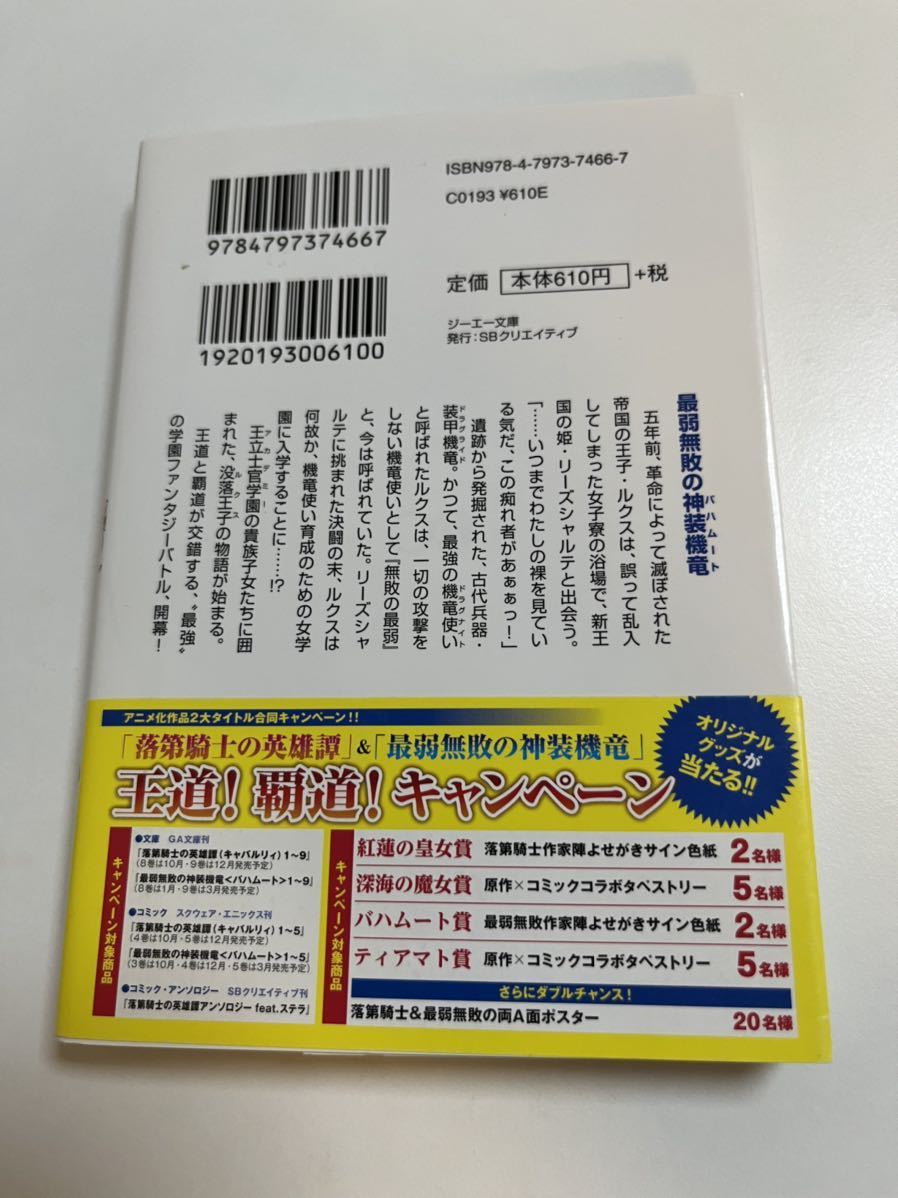 ISBN978-4-7973-7466-7
C0193 ¥610E
9784797374667
定価 本体610円 +税
1920193006100
ジーエー文庫
発行：SBクリエイティブ
最弱無敗の神装機竜
バハムート
五年前、革命によって滅ぼされた
帝国の王子・ルクスは、誤って乱入
してしまった女子寮の浴場で、新王
国の姫・リーズシャルテと出会う。
「……いつまでわたしの裸を見てい
る気だ、この痴れ者があぁぁっ！」
遺跡から発掘された、古代兵器・
装甲機竜。かつて、最強の機竜使い
ドラグライド
ドラグナイト
と呼ばれたルクスは、一切の攻撃を
しない機竜使いとして『無敗の最弱』
と、今は呼ばれていた。リーズシャ
ルテに挑まれた決闘の末、ルクスは
何故か、機竜使い育成のための女学
園に入学することに……!?
王立士官学園の貴族子女たちに囲
アカデミー
まれた、没落王子の物語が始まる。
ルクス
王道と覇道が交錯する、“最強”
の学園ファンタジーバトル、開幕！
アニメ化作品2大タイトル合同キャンペーン!!
「落第騎士の英雄譚」&「最弱無敗の神装機竜」
王道！覇道！キャンペーン
オリジナル
グッズが
当たる!!
キャンペーン対象商品
●文庫 GA文庫刊
『落第騎士の英雄譚（キャバルリィ）1～9』
（8巻は10月・9巻は12月発売予定）
『最弱無敗の神装機竜＜バハムート＞1～9』
（8巻は1月・9巻は3月発売予定）
●コミック スクウェア・エニックス刊
『落第騎士の英雄譚（キャバルリィ）1～5』
（4巻は10月・5巻は12月発売予定）
『最弱無敗の神装機竜＜バハムート＞1～5』
（3巻は10月・4巻は12月・5巻は3月発売予定）
●コミック・アンソロジー SBクリエイティブ刊
『落第騎士の英雄譚アンソロジー feat.ステラ』
キャンペーン対象商品
紅蓮の皇女賞 落第騎士作家陣よせがきサイン色紙 2名様
深海の魔女賞 原作×コミックコラボタペストリー 5名様
バハムート賞 最弱無敗作家陣よせがきサイン色紙 2名様
ティアマト賞 原作×コミックコラボタペストリー 5名様
さらにダブルチャンス！
落第騎士&最弱無敗の両A面ポスター 20名様